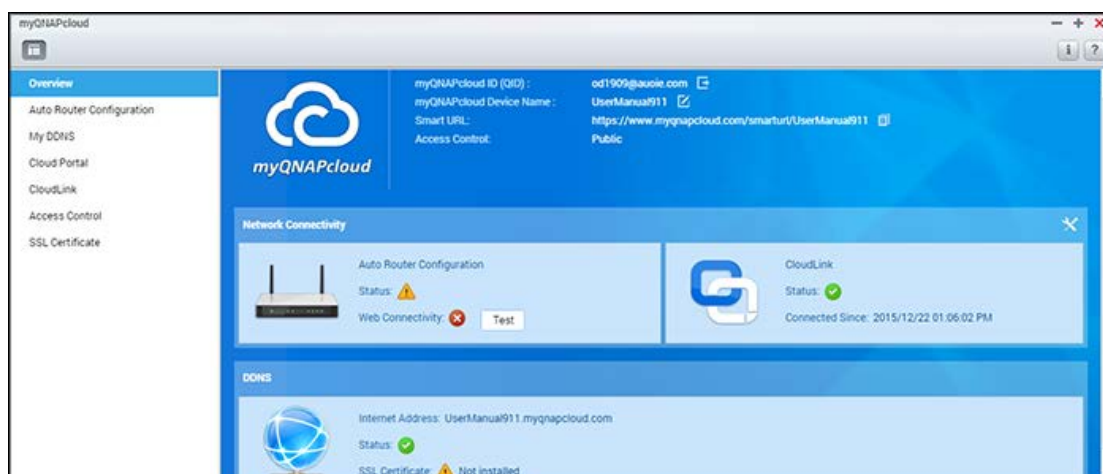 myQNAPcloud
Overview
Auto Router Configuration
My DDNS
Cloud Portal
CloudLink
Access Control
SSL Certificate
myQNAPcloud
myQNAPcloud ID (QID) : od1909@auoie.com
myQNAPcloud Device Name : UserManual911
Smart URL: https://www.myqnapcloud.com/smarturl/UserManual911
Access Control: Public
Network Connectivity
Auto Router Configuration
Status:
Web Connectivity: Test
CloudLink
Status:
Connected Since: 2015/12/22 01:06:02 PM
DDNS
Internet Address: UserManual911.myqnapcloud.com
Status:
SSL Certificate: Not installed